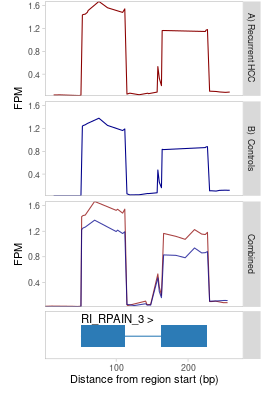 1.6
1.2
0.8
0.4
FPM
A) Recurrent HCC
1.6
1.2
0.8
0.4
B) Controls
1.6
1.2
0.8
0.4
FPM
Combined
RI_RPAIN_3 >
100
200
Distance from region start (bp)